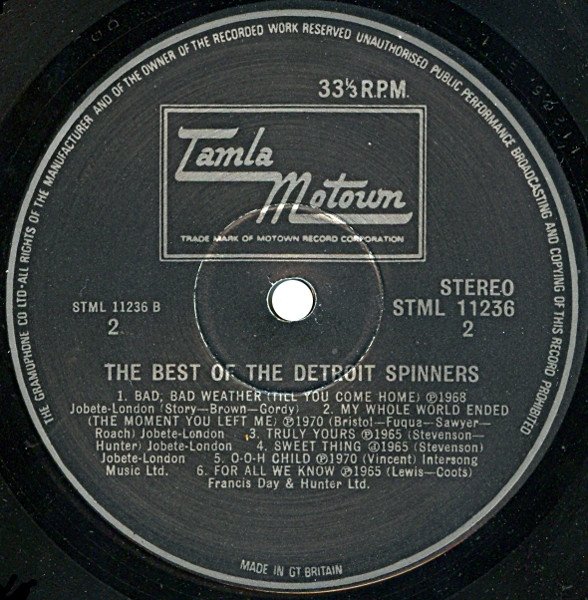 THE GRAMOPHONE CO LTD·ALL RIGHTS OF THE MANUFACTURER AND OF THE OWNER OF THE RECORDED WORK RESERVED UNAUTHORISED PUBLIC PERFORMANCE BROADCASTING AND COPYING OF THIS RECORD PROHIBITED
33⅓ R.P.M.
Tamla
Motown
TRADE MARK OF MOTOWN RECORD CORPORATION
STML 11236 B
2
STEREO
STML 11236
2
THE BEST OF THE DETROIT SPINNERS
1. BAD, BAD WEATHER (TILL YOU COME HOME) ℗1968
Jobete-London (Story—Brown—Gordy) 2. MY WHOLE WORLD ENDED
(THE MOMENT YOU LEFT ME) ℗1970 (Bristol—Fuqua—Sawyer—
Roach) Jobete-London 3. TRULY YOURS ℗1965 (Stevenson—
Hunter) Jobete-London 4. SWEET THING ℗1965 (Stevenson)
Jobete-London 5. O-O-H CHILD ℗1970 (Vincent) Intersong
Music Ltd. 6. FOR ALL WE KNOW ℗1965 (Lewis—Coots)
Francis Day & Hunter Ltd.
MADE IN GT BRITAIN